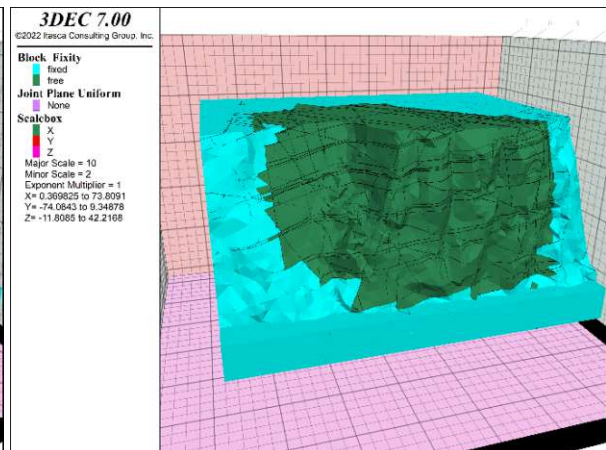 3DEC 7.00
©2022 Itasca Consulting Group, Inc.
Block Fixity
fixed
free
Joint Plane Uniform
None
Scalebox
X
Y
Z
Major Scale = 10
Minor Scale = 2
Exponent Multiplier = 1
X= 0.369825 to 73.8091
Y= -74.0843 to 9.34878
Z= -11.8085 to 42.2168